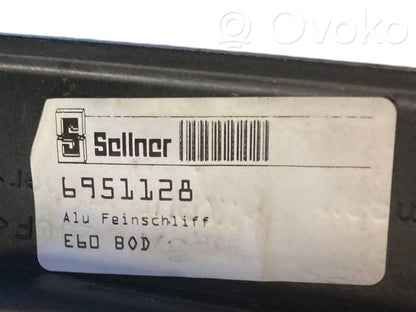 Ovoko
S Sellner
6951128
Alu Feinschliff
E60 BOD